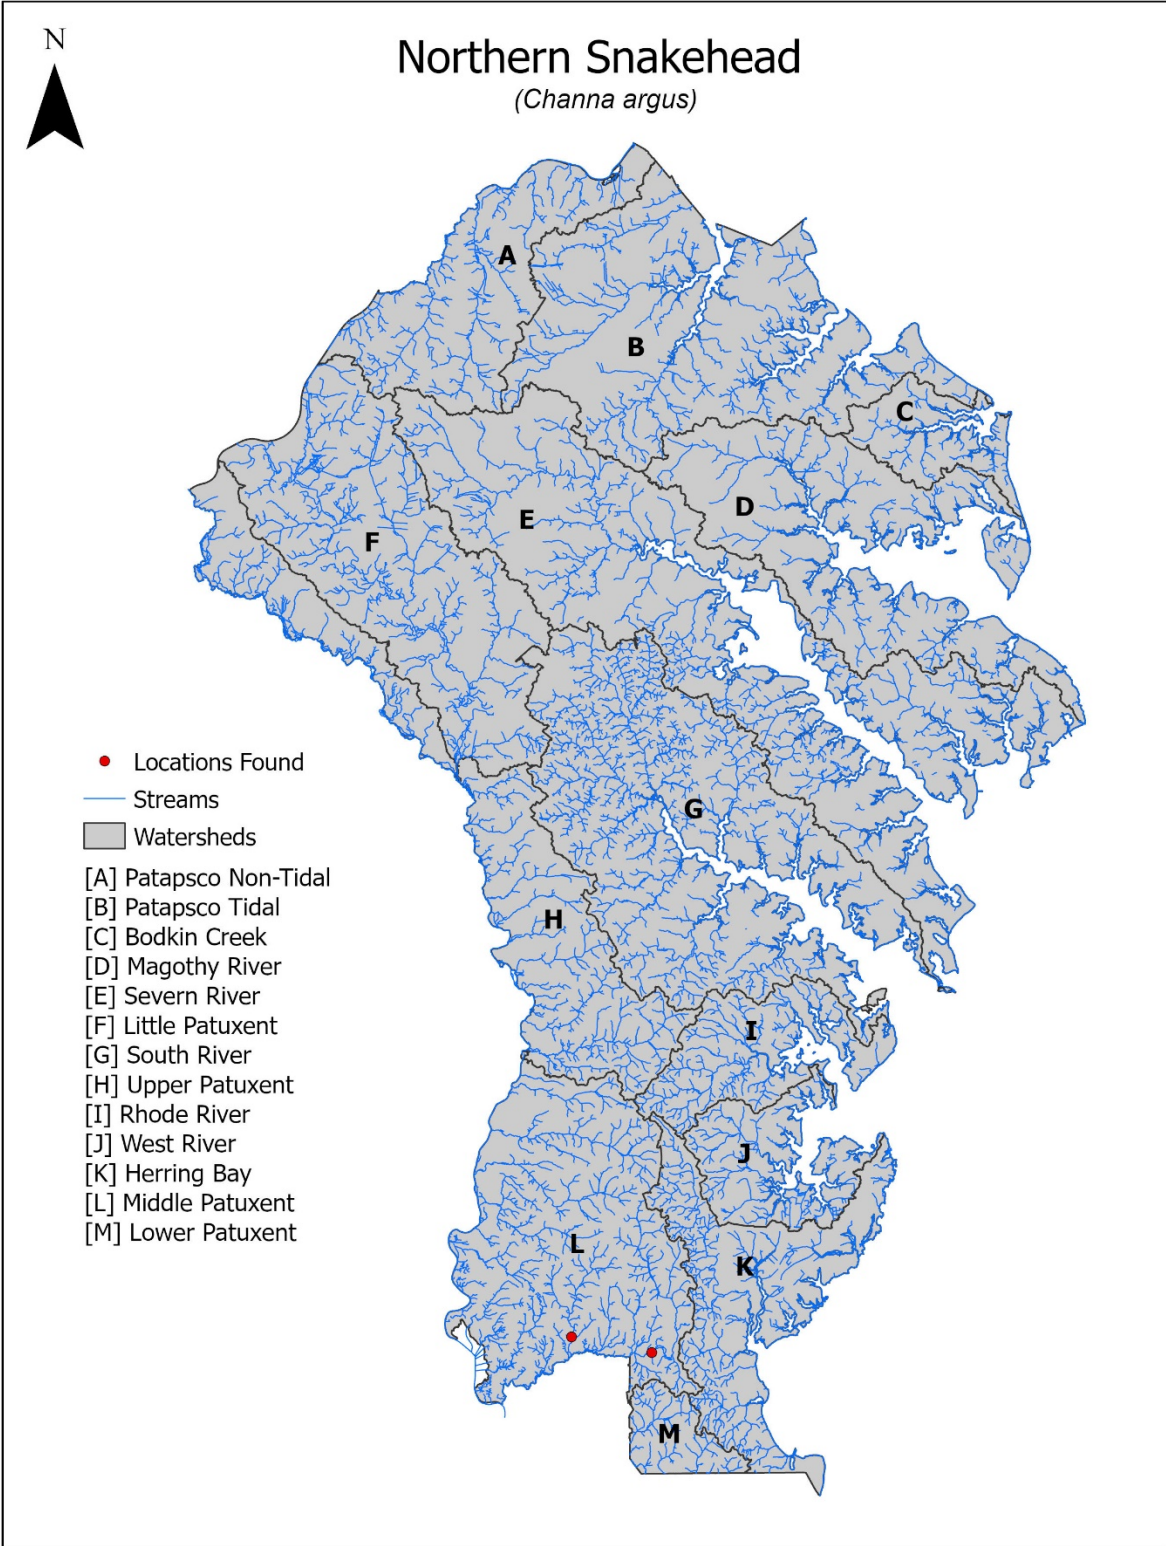 N
Northern Snakehead
(Channa argus)
A
B
C
D
E
F
G
H
I
J
K
L
M
Locations Found
Streams
Watersheds
[A] Patapsco Non-Tidal
[B] Patapsco Tidal
[C] Bodkin Creek
[D] Magothy River
[E] Severn River
[F] Little Patuxent
[G] South River
[H] Upper Patuxent
[I] Rhode River
[J] West River
[K] Herring Bay
[L] Middle Patuxent
[M] Lower Patuxent